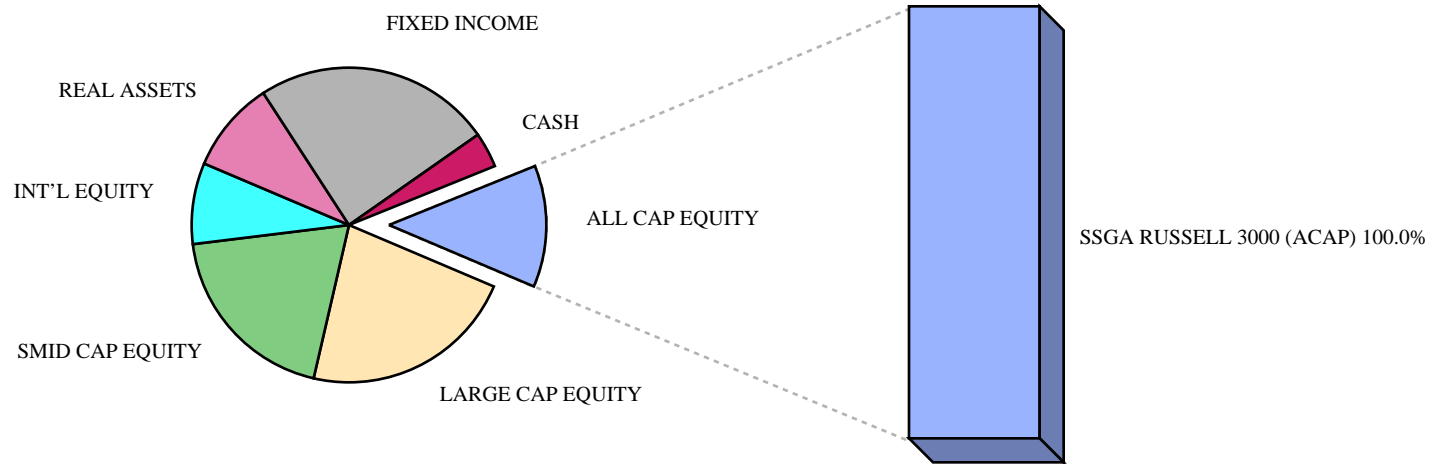 FIXED INCOME
REAL ASSETS
CASH
INT'L EQUITY
ALL CAP EQUITY
SSGA RUSSELL 3000 (ACAP) 100.0%
SMID CAP EQUITY
LARGE CAP EQUITY